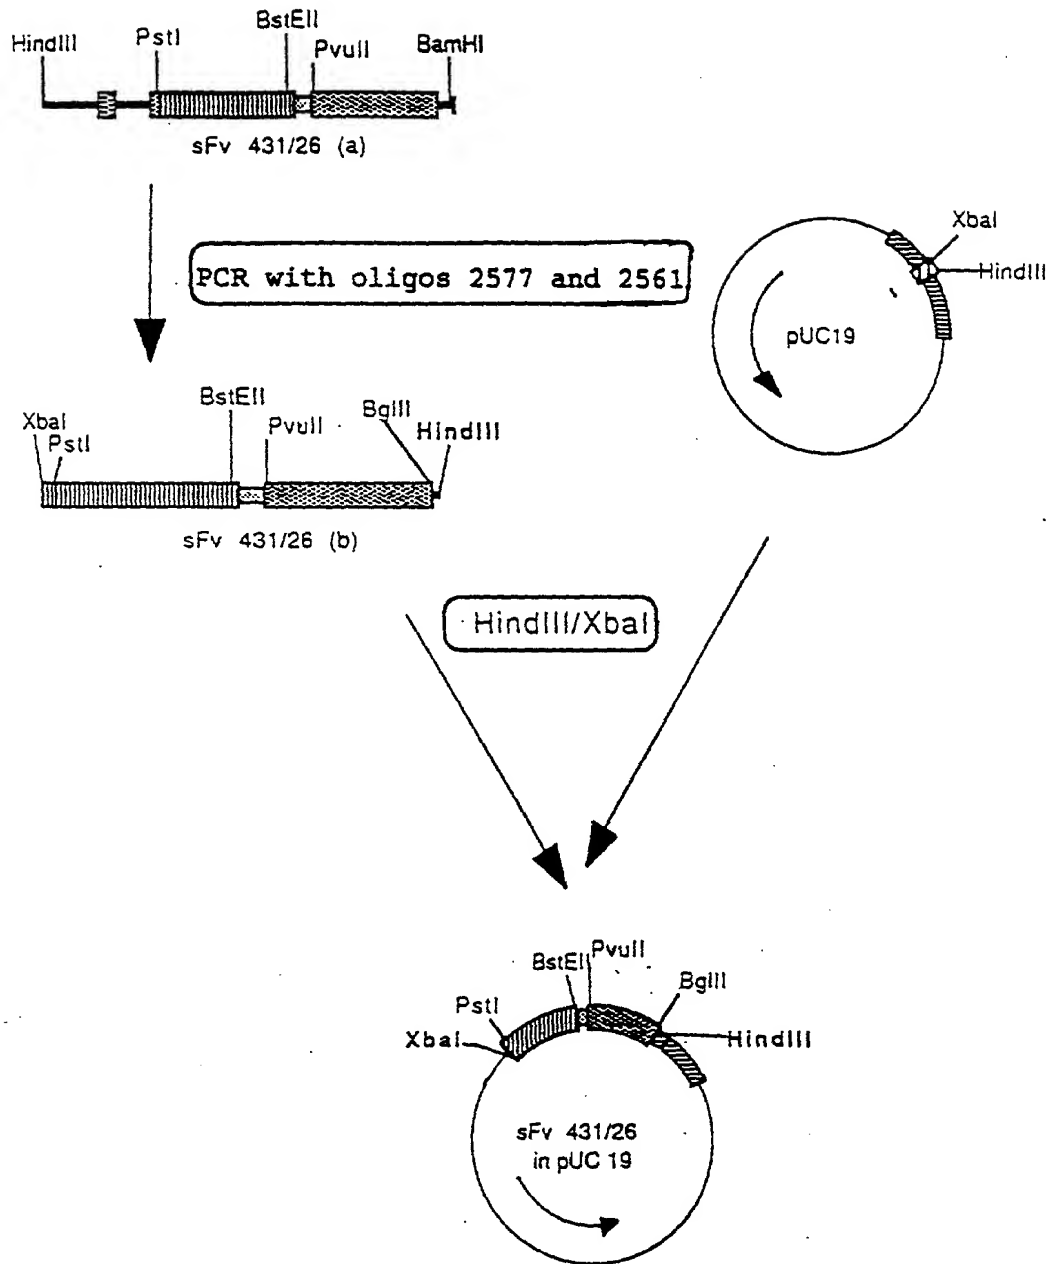 HindIII
PstI
BstEII
PvuII
BamHI
sFv 431/26 (a)
PCR with oligos 2577 and 2561
XbaI
HindIII
pUC19
XbaI
PstI
BstEII
PvuII
BglII
HindIII
sFv 431/26 (b)
HindIII/XbaI
XbaI
PstI
BstEII
PvuII
BglII
HindIII
sFv 431/26
in pUC 19